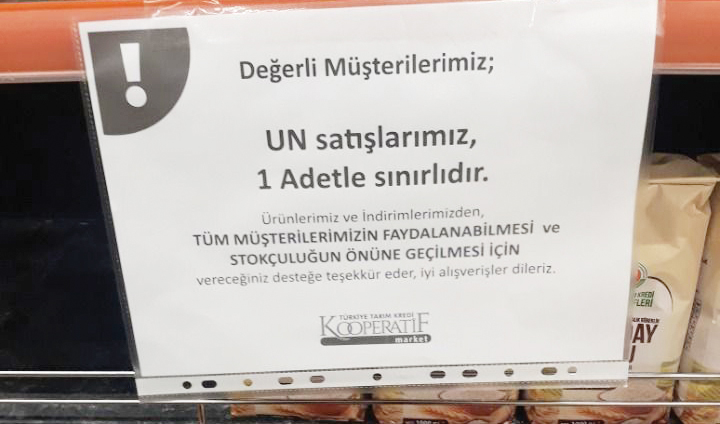 !
Değerli Müşterilerimiz;
UN satışlarımız,
1 Adetle sınırlıdır.
Ürünlerimiz ve İndirimlerimizden,
TÜM MÜŞTERİLERİMİZİN FAYDALANABİLMESİ ve
STOKÇULUĞUN ÖNÜNE GEÇİLMESİ İÇİN
vereceğiniz desteğe teşekkür eder, iyi alışverişler dileriz.
TÜRKİYE TARIM KREDİ
KOOPERATİF
market